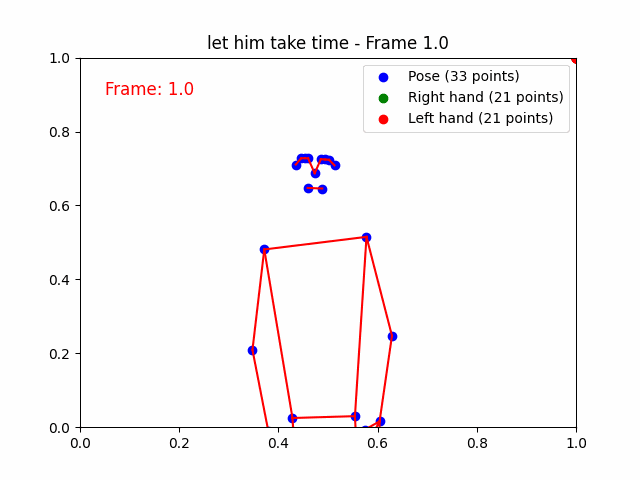 let him take time - Frame 1.0
Frame: 1.0
Pose (33 points)
Right hand (21 points)
Left hand (21 points)
1.0
0.8
0.6
0.4
0.2
0.0
0.0 0.2 0.4 0.6 0.8 1.0